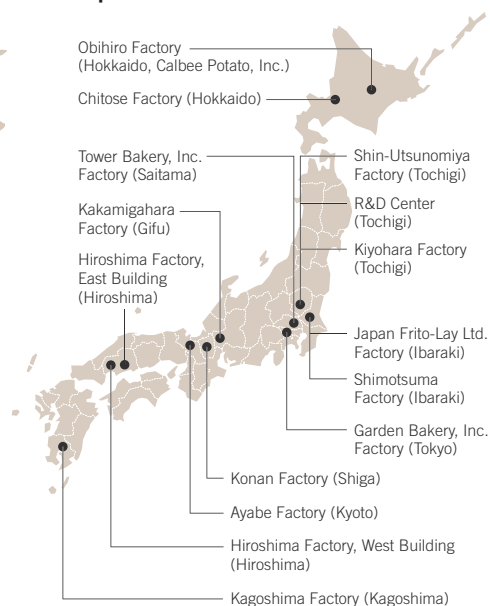 Obihiro Factory
(Hokkaido, Calbee Potato, Inc.)
Chitose Factory (Hokkaido)
Tower Bakery, Inc.
Factory (Saitama)
Kakamigahara
Factory (Gifu)
Hiroshima Factory,
East Building
(Hiroshima)
Shin-Utsunomiya
Factory (Tochigi)
R&D Center
(Tochigi)
Kiyohara Factory
(Tochigi)
Japan Frito-Lay Ltd.
Factory (Ibaraki)
Shimotsuma
Factory (Ibaraki)
Garden Bakery, Inc.
Factory (Tokyo)
Konan Factory (Shiga)
Ayabe Factory (Kyoto)
Hiroshima Factory, West Building
(Hiroshima)
Kagoshima Factory (Kagoshima)